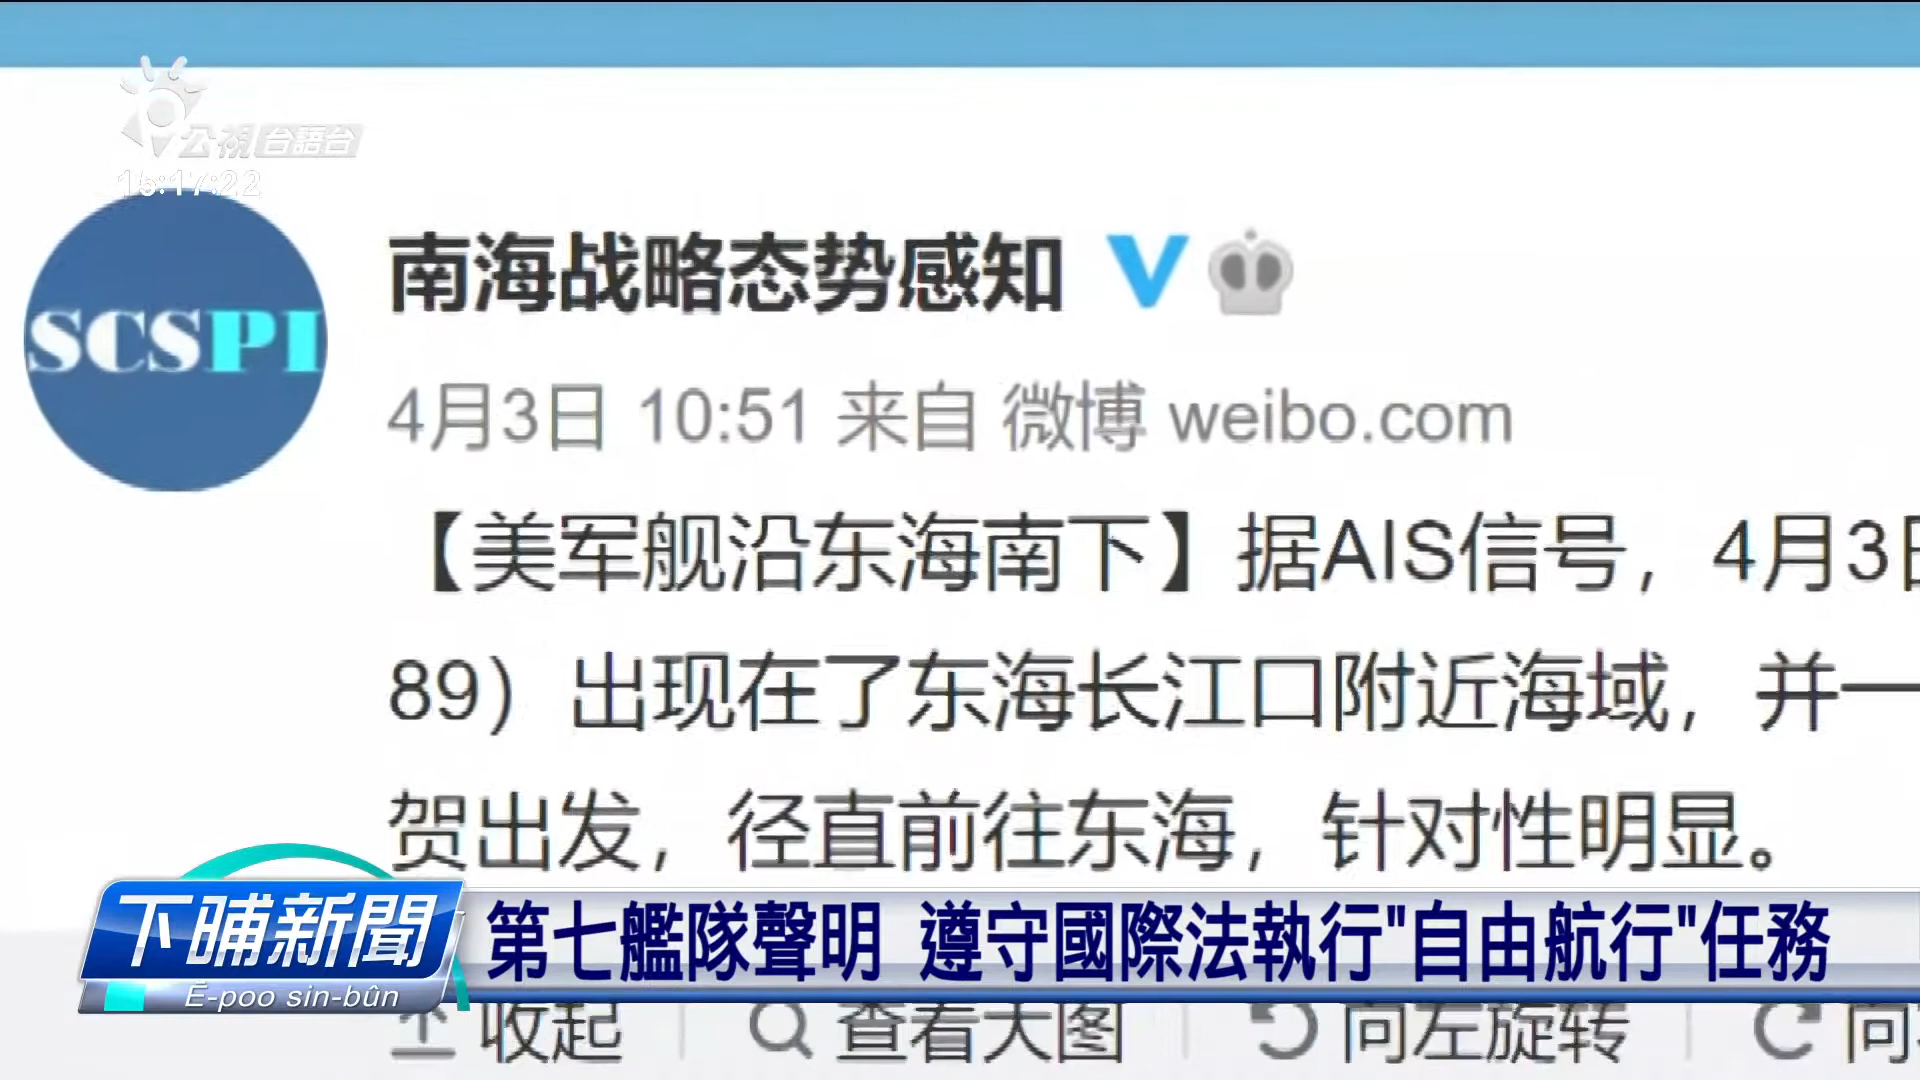 公視 台語台
15:17:22
SCSPI
南海战略态势感知
4月3日 10:51 来自 微博 weibo.com
【美军舰沿东海南下】据AIS信号，4月3日
89）出现在了东海长江口附近海域，并一
贺出发，径直前往东海，针对性明显。
下晡新聞
Ē-poo sin-bûn
第七艦隊聲明 遵守國際法執行"自由航行"任務
收起 查看大图 向左旋转 向